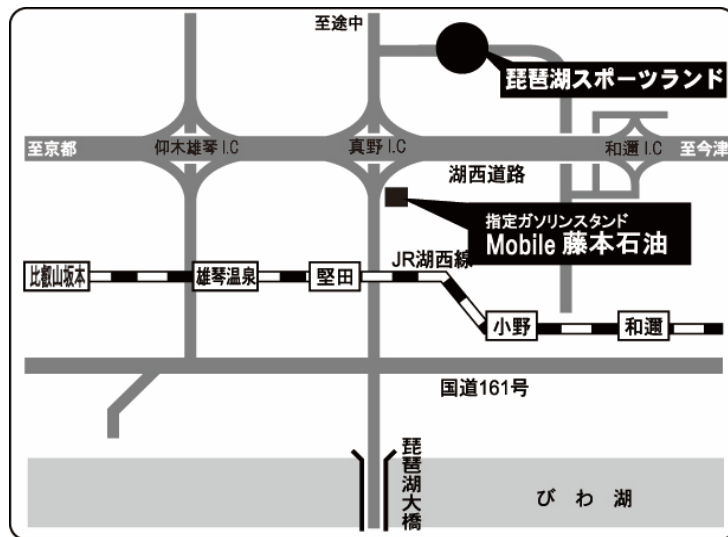 至途中
琵琶湖スポーツランド
至京都
仰木雄琴 I.C
真野 I.C
和邇 I.C
至今津
湖西道路
指定ガソリンスタンド
Mobile 藤本石油
比叡山坂本
雄琴温泉
堅田
JR湖西線
小野
和邇
国道161号
琵琶湖大橋
びわ湖